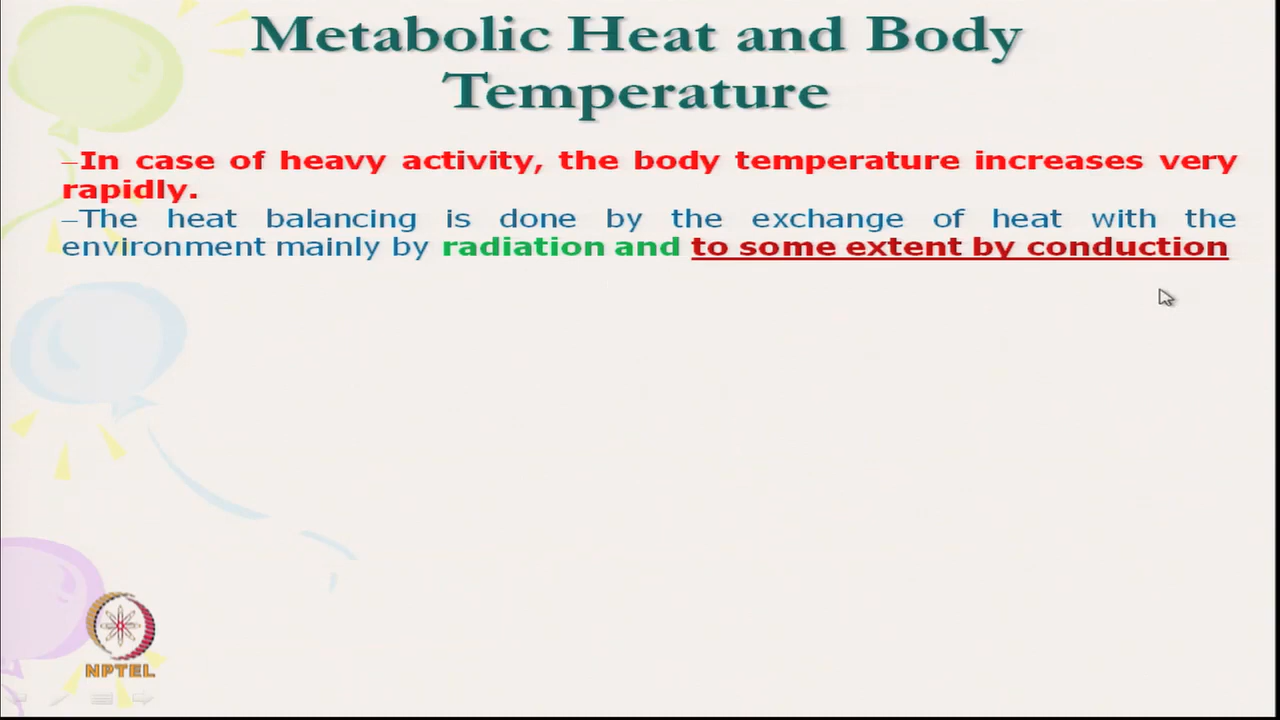 Metabolic Heat and Body
Temperature
–In case of heavy activity, the body temperature increases very
rapidly.
–The heat balancing is done by the exchange of heat with the
environment mainly by radiation and to some extent by conduction
NPTEL